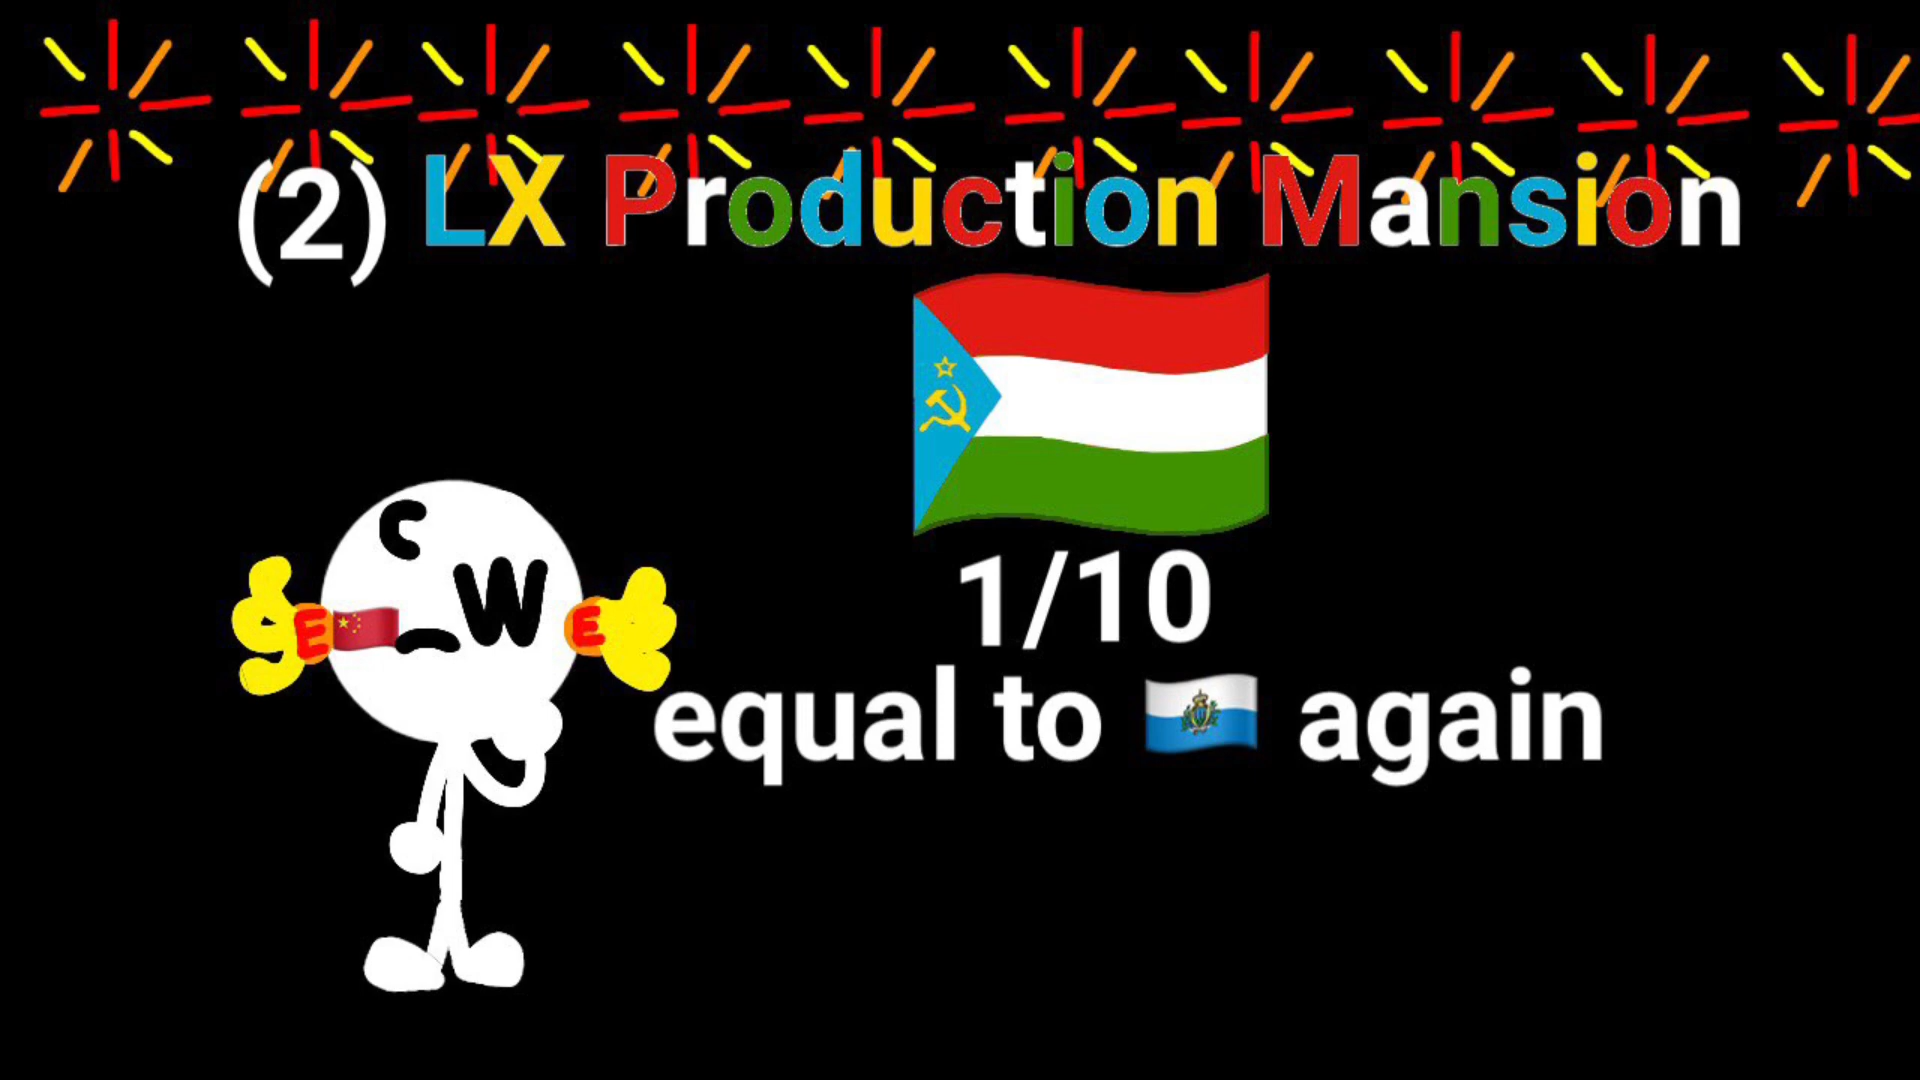 (2) LX Production Mansion
C W
E E
1/10
equal to 🇸🇲 again